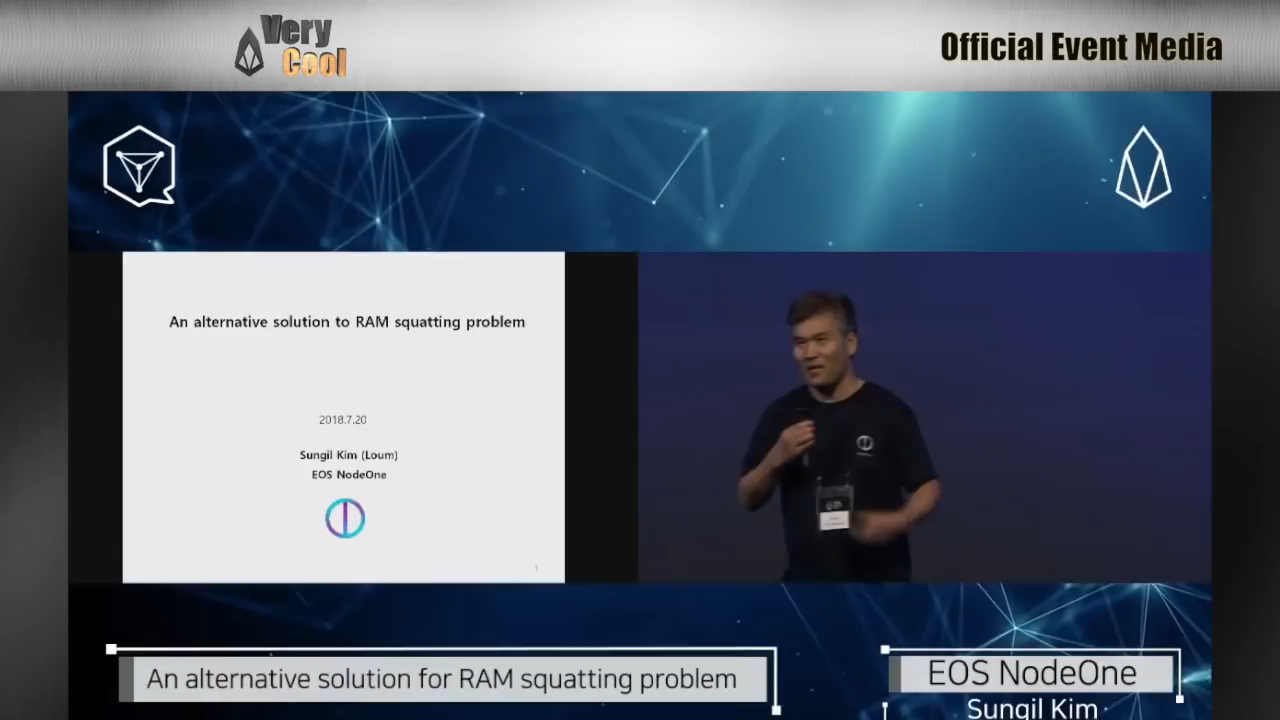 Very
Cool
Official Event Media
An alternative solution to RAM squatting problem
2018.7.20
Sungil Kim (Loum)
EOS NodeOne
1
An alternative solution for RAM squatting problem
EOS NodeOne
Sungil Kim